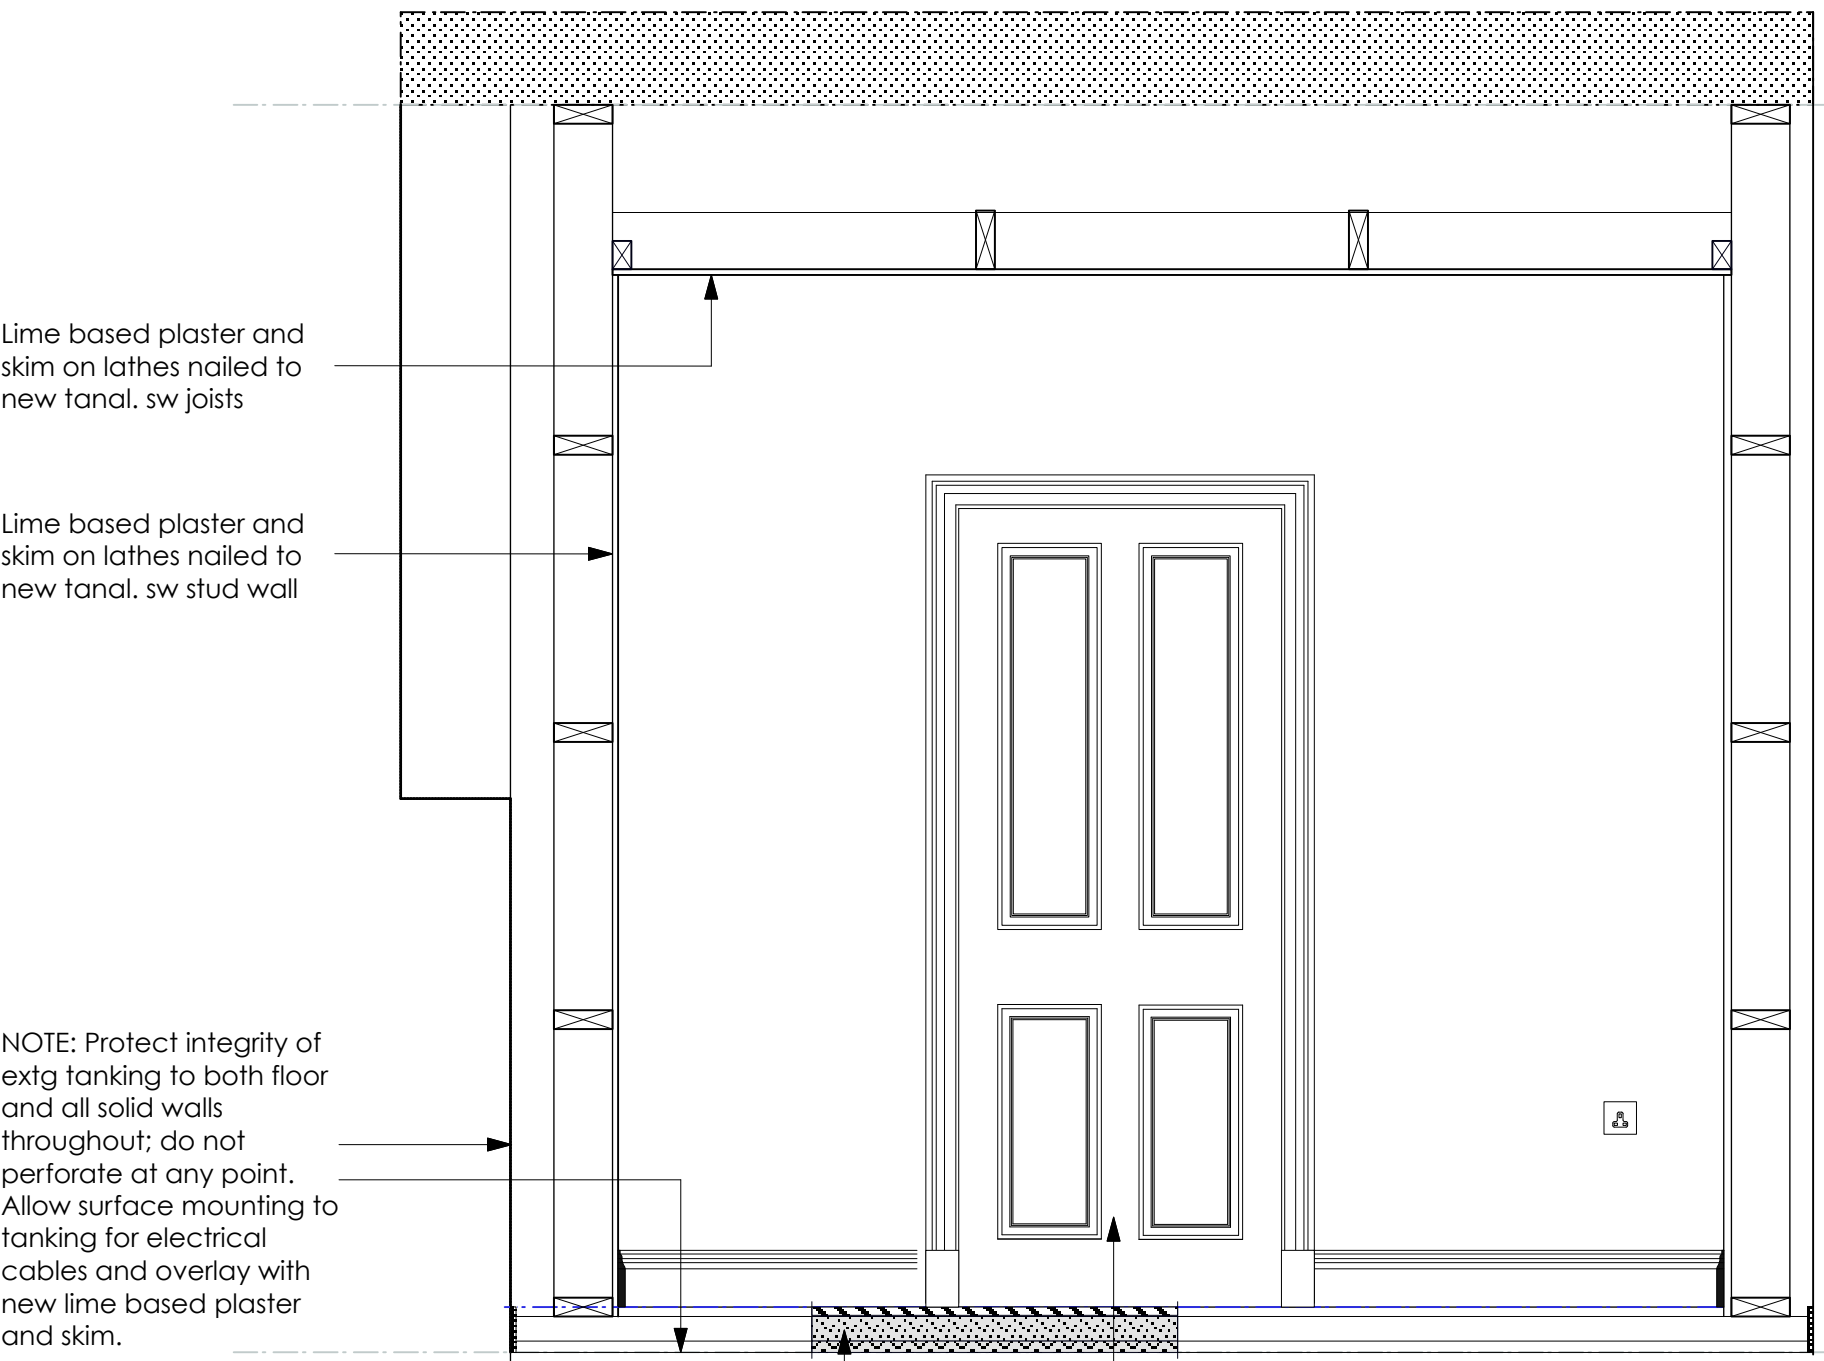 Lime based plaster and
skim on lathes nailed to
new tanal. sw joists
Lime based plaster and
skim on lathes nailed to
new tanal. sw stud wall
NOTE: Protect integrity of
extg tanking to both floor
and all solid walls
throughout; do not
perforate at any point.
Allow surface mounting to
tanking for electrical
cables and overlay with
new lime based plaster
and skim.